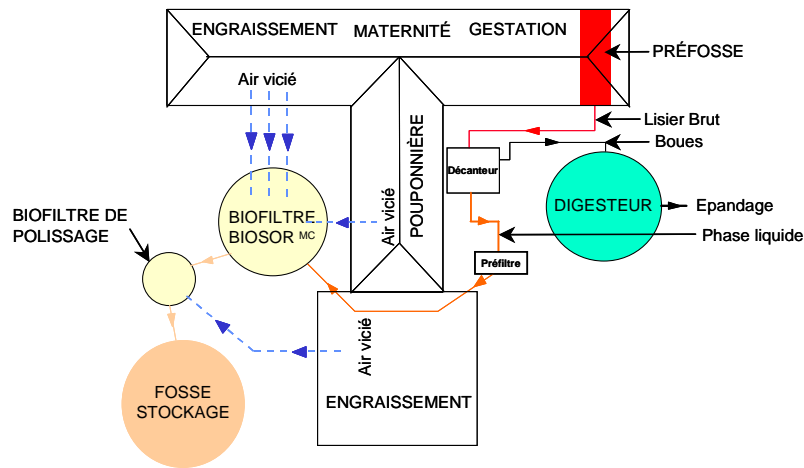 ENGRAISSEMENT MATERNITÉ GESTATION
PRÉFOSSE
Air vicié
Lisier Brut
Boues
POUPONNIÈRE
Décanteur
BIOFILTRE
BIOSOR MC
Air vicié
DIGESTEUR
Epandage
BIOFILTRE DE
POLISSAGE
Phase liquide
Préfiltre
Air vicié
FOSSE
STOCKAGE
ENGRAISSEMENT